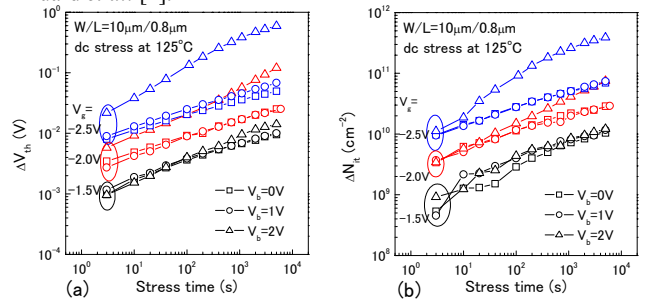 W/L=10μm/0.8μm
dc stress at 125°C
ΔV_th (V)
10^0
10^-1
10^-2
10^-3
10^-4
V_g=
-2.5V
-2.0V
-1.5V
V_b=0V
V_b=1V
V_b=2V
10^0 10^1 10^2 10^3 10^4 10^5
Stress time (s)
(a)
W/L=10μm/0.8μm
dc stress at 125°C
ΔN_it (cm^-2)
10^12
10^11
10^10
10^9
10^8
V_g=
-2.5V
-2.0V
-1.5V
V_b=0V
V_b=1V
V_b=2V
10^0 10^1 10^2 10^3 10^4 10^5
Stress time (s)
(b)